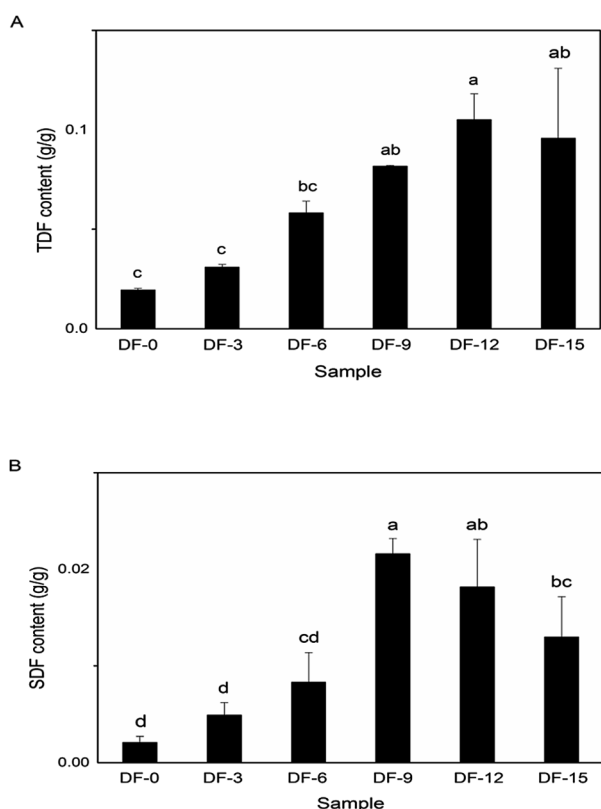 A
TDF content (g/g)
0.1
0.0
c
c
bc
ab
a
ab
DF-0 DF-3 DF-6 DF-9 DF-12 DF-15
Sample
B
SDF content (g/g)
0.02
0.00
d
d
cd
a
ab
bc
DF-0 DF-3 DF-6 DF-9 DF-12 DF-15
Sample